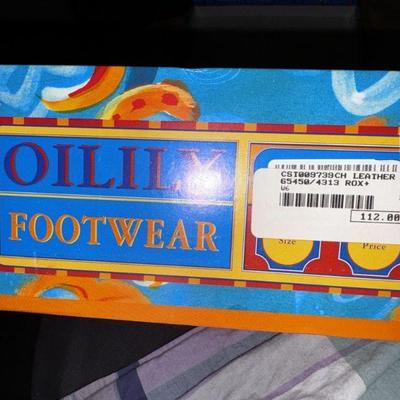 OILILY
FOOTWEAR
CST009739CH LEATHER
65450/4313 ROX+
W6
112.00
Size
Price